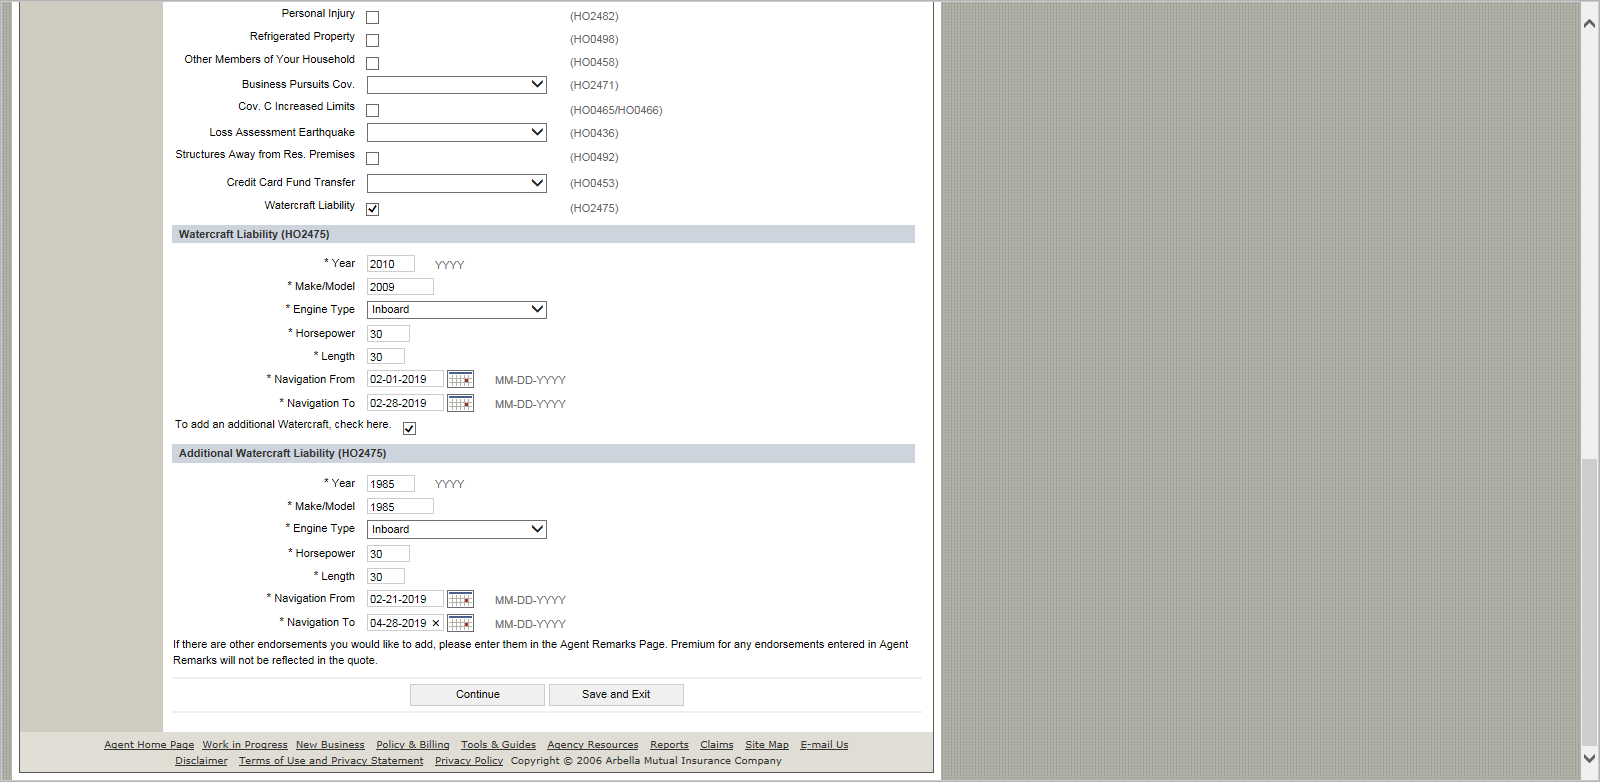 Personal Injury (HO2482)
Refrigerated Property (HO0498)
Other Members of Your Household (HO0458)
Business Pursuits Cov. (HO2471)
Cov. C Increased Limits (HO0465/HO0466)
Loss Assessment Earthquake (HO0436)
Structures Away from Res. Premises (HO0492)
Credit Card Fund Transfer (HO0453)
Watercraft Liability (HO2475)
Watercraft Liability (HO2475)
* Year 2010 YYYY
* Make/Model 2009
* Engine Type Inboard
* Horsepower 30
* Length 30
* Navigation From 02-01-2019 MM-DD-YYYY
* Navigation To 02-28-2019 MM-DD-YYYY
To add an additional Watercraft, check here.
Additional Watercraft Liability (HO2475)
* Year 1985 YYYY
* Make/Model 1985
* Engine Type Inboard
* Horsepower 30
* Length 30
* Navigation From 02-21-2019 MM-DD-YYYY
* Navigation To 04-28-2019 × MM-DD-YYYY
If there are other endorsements you would like to add, please enter them in the Agent Remarks Page. Premium for any endorsements entered in Agent
Remarks will not be reflected in the quote.
Continue Save and Exit
Agent Home Page Work in Progress New Business Policy & Billing Tools & Guides Agency Resources Reports Claims Site Map E-mail Us
Disclaimer Terms of Use and Privacy Statement Privacy Policy Copyright © 2006 Arbella Mutual Insurance Company